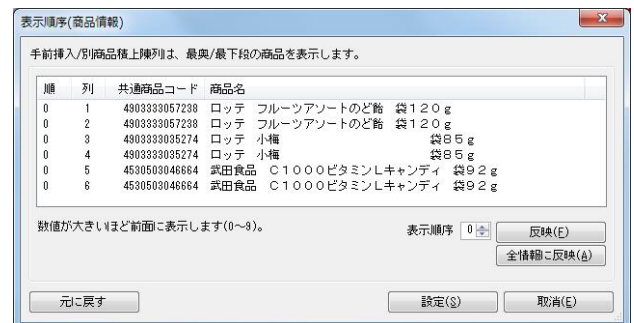 表示順序(商品情報)
手前挿入/別商品積上陳列は、最奥/最下段の商品を表示します。
順 列 共通商品コード 商品名
0 1 4903333057238 ロッテ フルーツアソートのど飴 袋120g
0 2 4903333057238 ロッテ フルーツアソートのど飴 袋120g
0 3 4903333035274 ロッテ 小梅 袋85g
0 4 4903333035274 ロッテ 小梅 袋85g
0 5 4530503046664 武田食品 C1000ビタミンLキャンディ 袋92g
0 6 4530503046664 武田食品 C1000ビタミンLキャンディ 袋92g
数値が大きいほど前面に表示します(0~9)。 表示順序 0 反映(F)
全情報に反映(A)
元に戻す 設定(S) 取消(E)